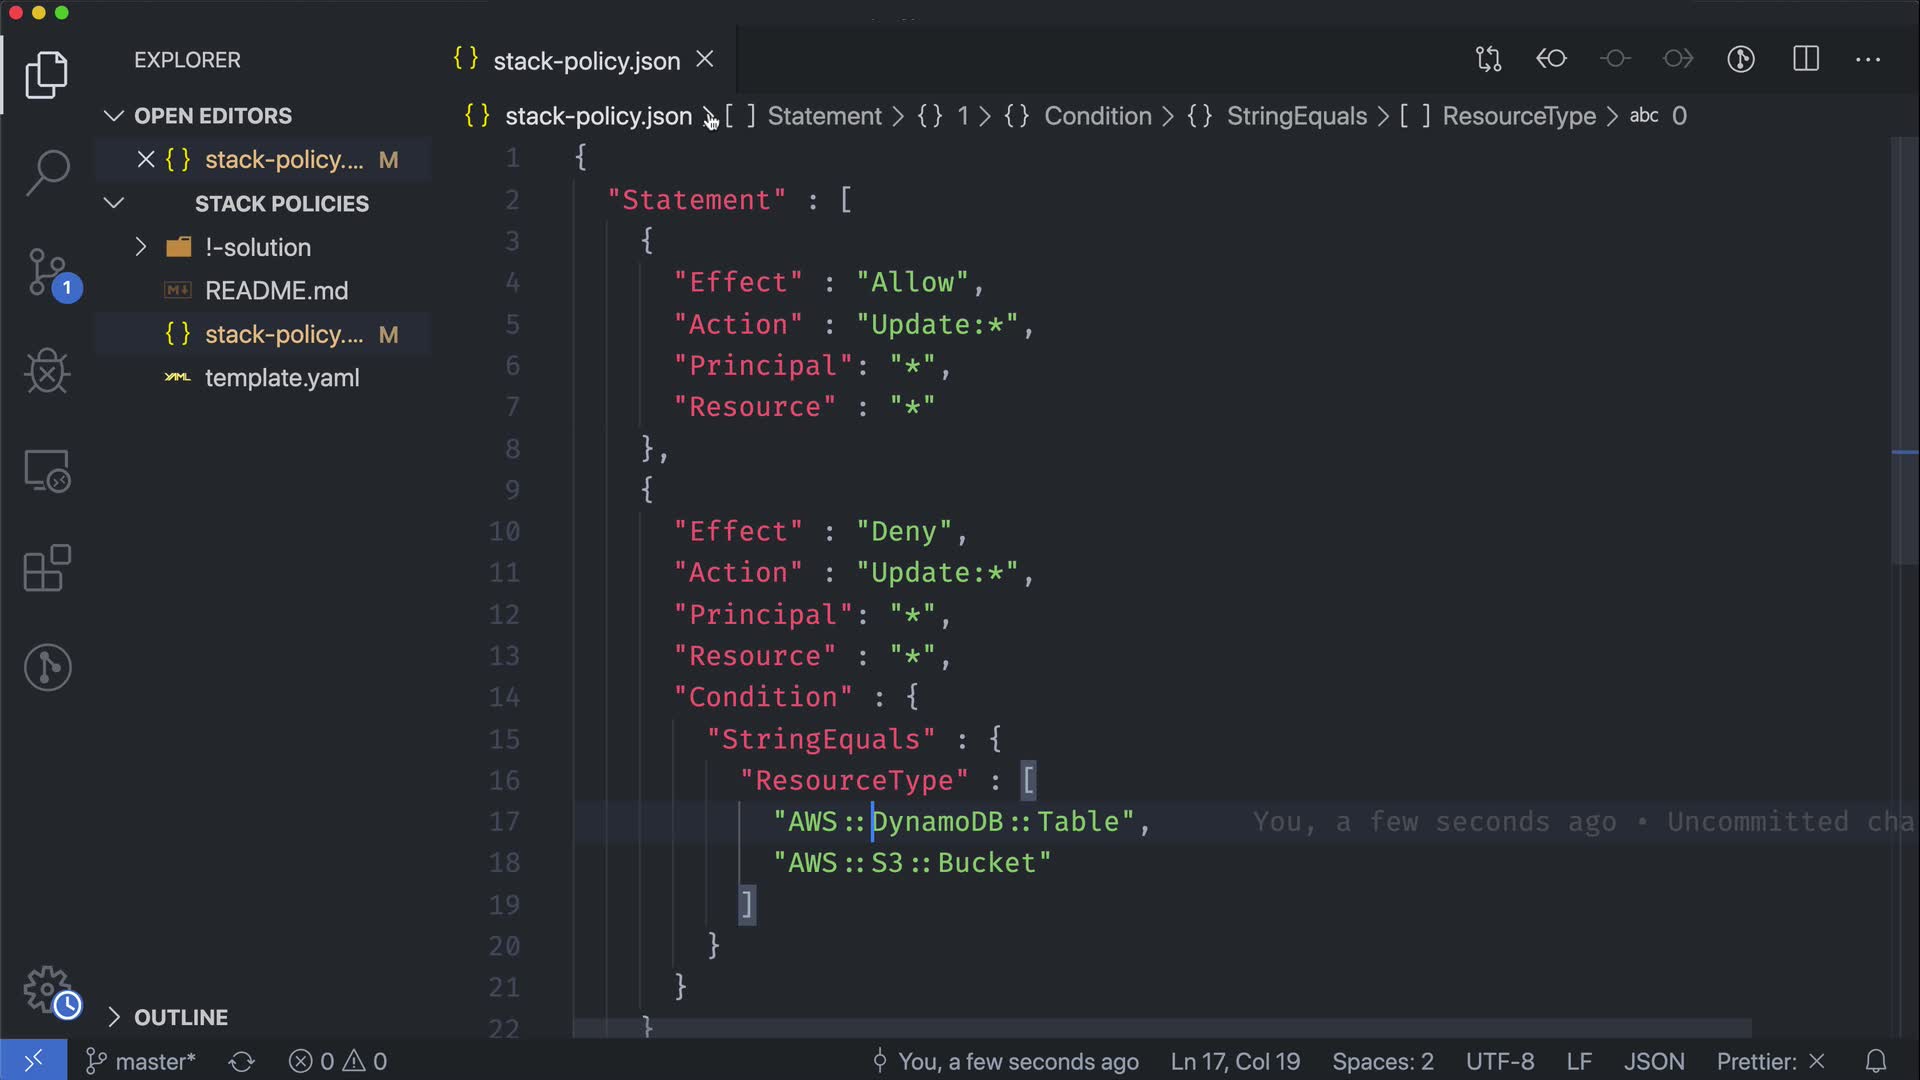 EXPLORER
OPEN EDITORS
stack-policy.... M
STACK POLICIES
!-solution
README.md
stack-policy.... M
YAML template.yaml
OUTLINE
1
{} stack-policy.json
{} stack-policy.json > [ ] Statement > {} 1 > {} Condition > {} StringEquals > [ ] ResourceType > abc 0
1 {
2 "Statement" : [
3 {
4 "Effect" : "Allow",
5 "Action" : "Update:*",
6 "Principal": "*",
7 "Resource" : "*"
8 },
9 {
10 "Effect" : "Deny",
11 "Action" : "Update:*",
12 "Principal": "*",
13 "Resource" : "*",
14 "Condition" : {
15 "StringEquals" : {
16 "ResourceType" : [
17 "AWS::DynamoDB::Table", You, a few seconds ago • Uncommitted cha
18 "AWS::S3::Bucket"
19 ]
20 }
21 }
22 }
master* 0 0 You, a few seconds ago Ln 17, Col 19 Spaces: 2 UTF-8 LF JSON Prettier: ×